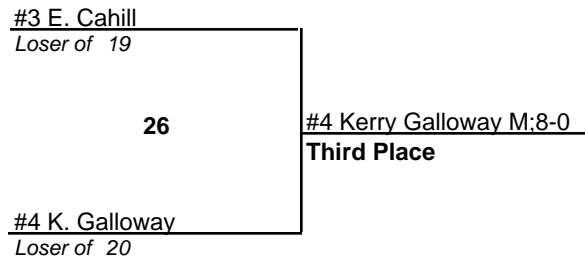 #3 E. Cahill
Loser of 19
26
#4 Kerry Galloway M;8-0
Third Place
#4 K. Galloway
Loser of 20